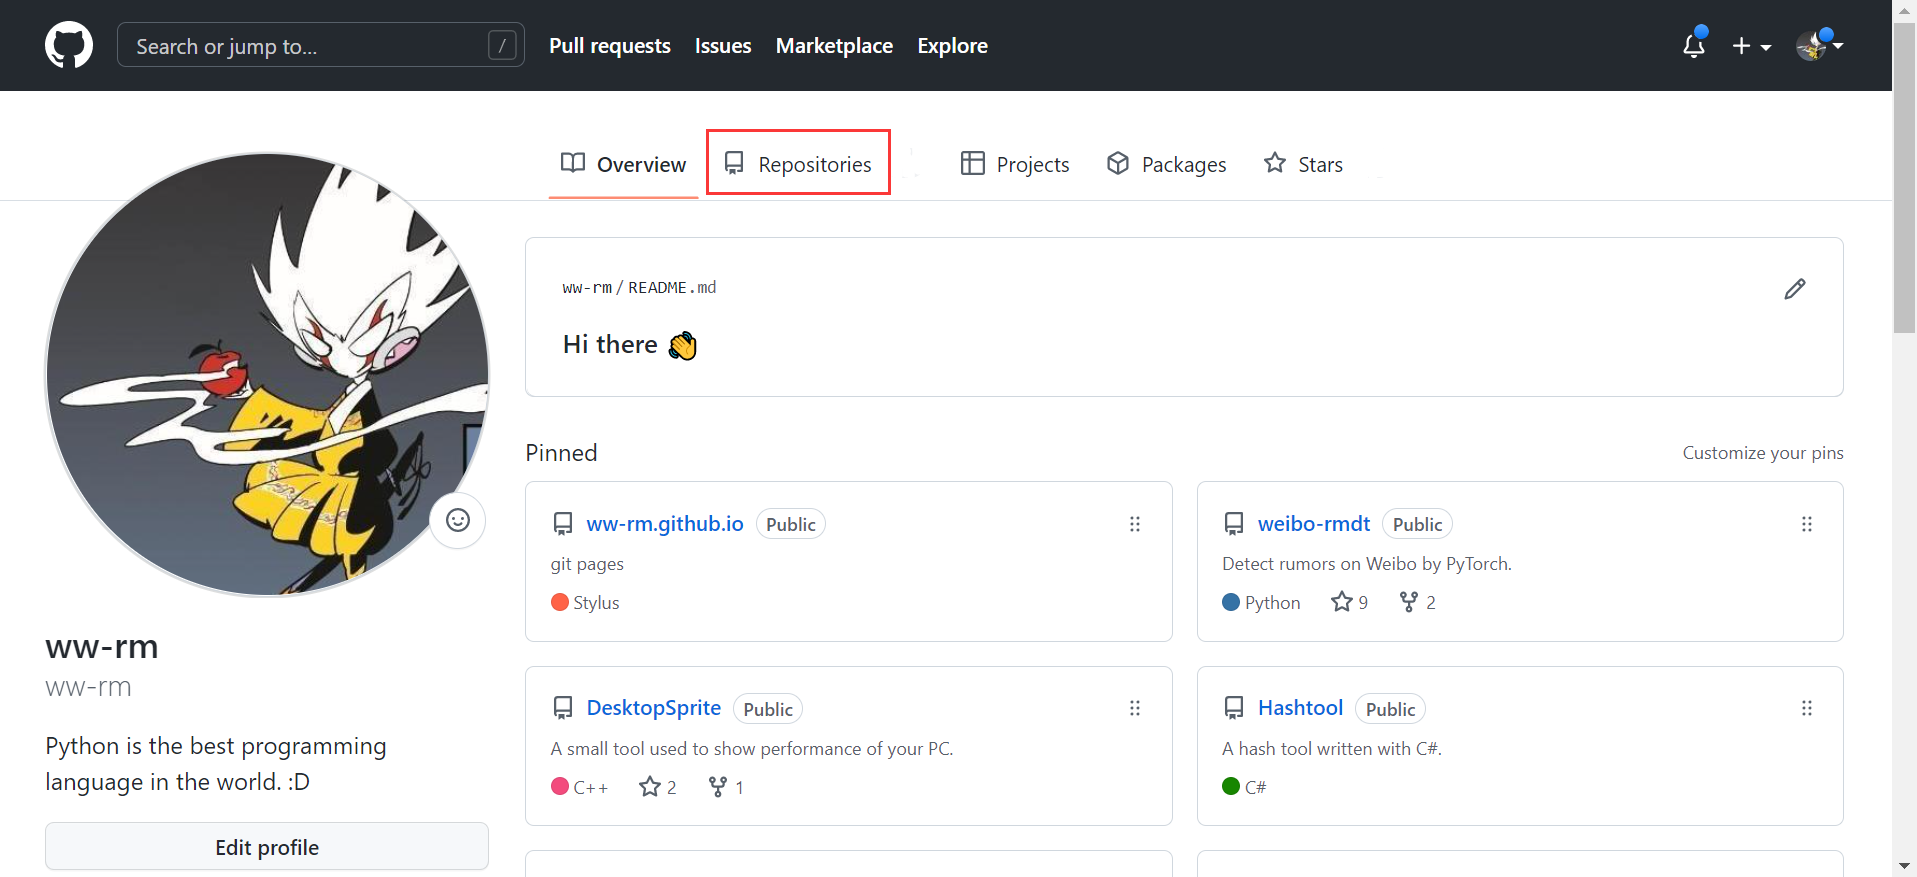 Search or jump to... / Pull requests Issues Marketplace Explore
Overview Repositories Projects Packages Stars
ww-rm / README.md
Hi there 👋
Pinned Customize your pins
ww-rm.github.io Public
git pages
Stylus
weibo-rmdt Public
Detect rumors on Weibo by PyTorch.
Python 9 2
DesktopSprite Public
A small tool used to show performance of your PC.
C++ 2 1
Hashtool Public
A hash tool written with C#.
C#
ww-rm
ww-rm
Python is the best programming
language in the world. :D
Edit profile